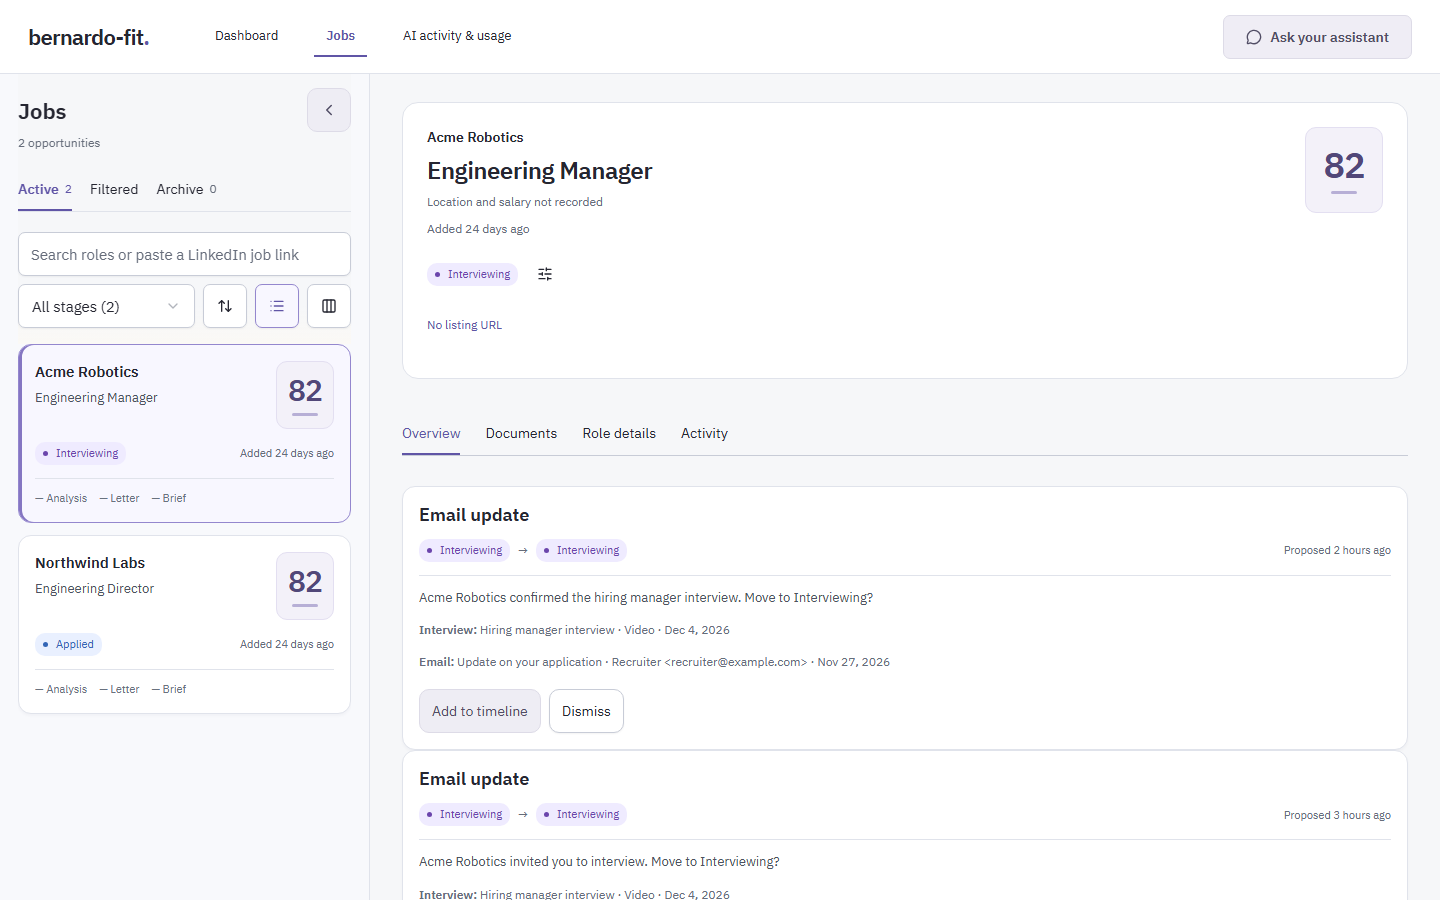 bernardo-fit.
Dashboard
Jobs
AI activity & usage
Ask your assistant
Jobs
2 opportunities
Active 2
Filtered
Archive 0
Search roles or paste a LinkedIn job link
All stages (2)
Acme Robotics
Engineering Manager
82
Interviewing
Added 24 days ago
— Analysis — Letter — Brief
Northwind Labs
Engineering Director
82
Applied
Added 24 days ago
— Analysis — Letter — Brief
Acme Robotics
Engineering Manager
Location and salary not recorded
Added 24 days ago
82
Interviewing
No listing URL
Overview
Documents
Role details
Activity
Email update
Interviewing → Interviewing
Proposed 2 hours ago
Acme Robotics confirmed the hiring manager interview. Move to Interviewing?
Interview: Hiring manager interview · Video · Dec 4, 2026
Email: Update on your application · Recruiter <recruiter@example.com> · Nov 27, 2026
Add to timeline
Dismiss
Email update
Interviewing → Interviewing
Proposed 3 hours ago
Acme Robotics invited you to interview. Move to Interviewing?
Interview: Hiring manager interview · Video · Dec 4, 2026